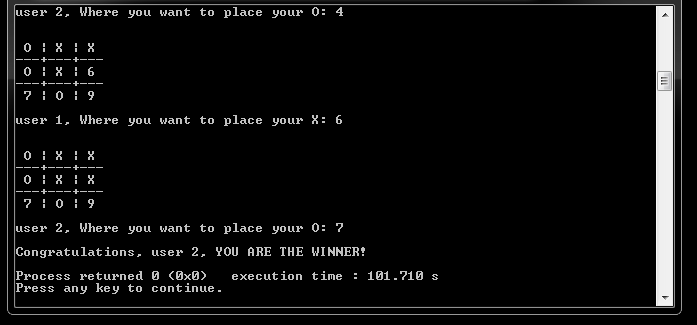 user 2, Where you want to place your O: 4
O ¦ X ¦ X
---+---+---
O ¦ X ¦ 6
---+---+---
7 ¦ O ¦ 9
user 1, Where you want to place your X: 6
O ¦ X ¦ X
---+---+---
O ¦ X ¦ X
---+---+---
7 ¦ O ¦ 9
user 2, Where you want to place your O: 7
Congratulations, user 2, YOU ARE THE WINNER!
Process returned 0 (0x0)   execution time : 101.710 s
Press any key to continue.